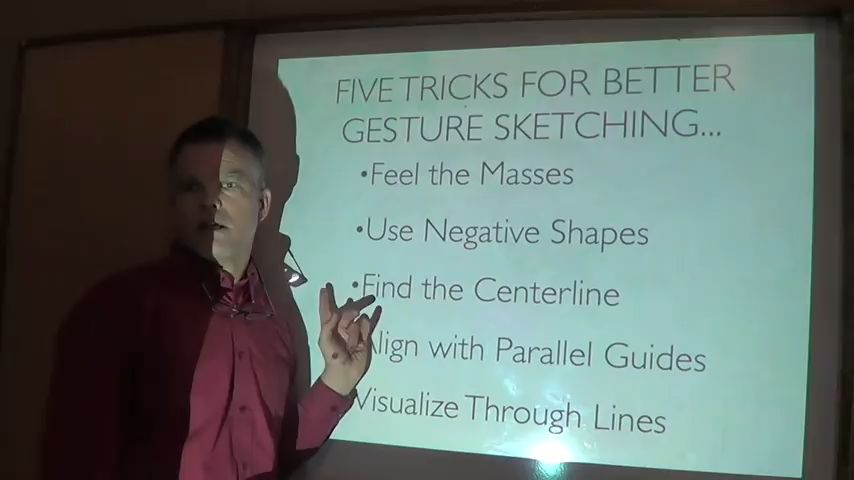 FIVE TRICKS FOR BETTER
GESTURE SKETCHING...
•Feel the Masses
•Use Negative Shapes
•Find the Centerline
Align with Parallel Guides
Visualize Through Lines